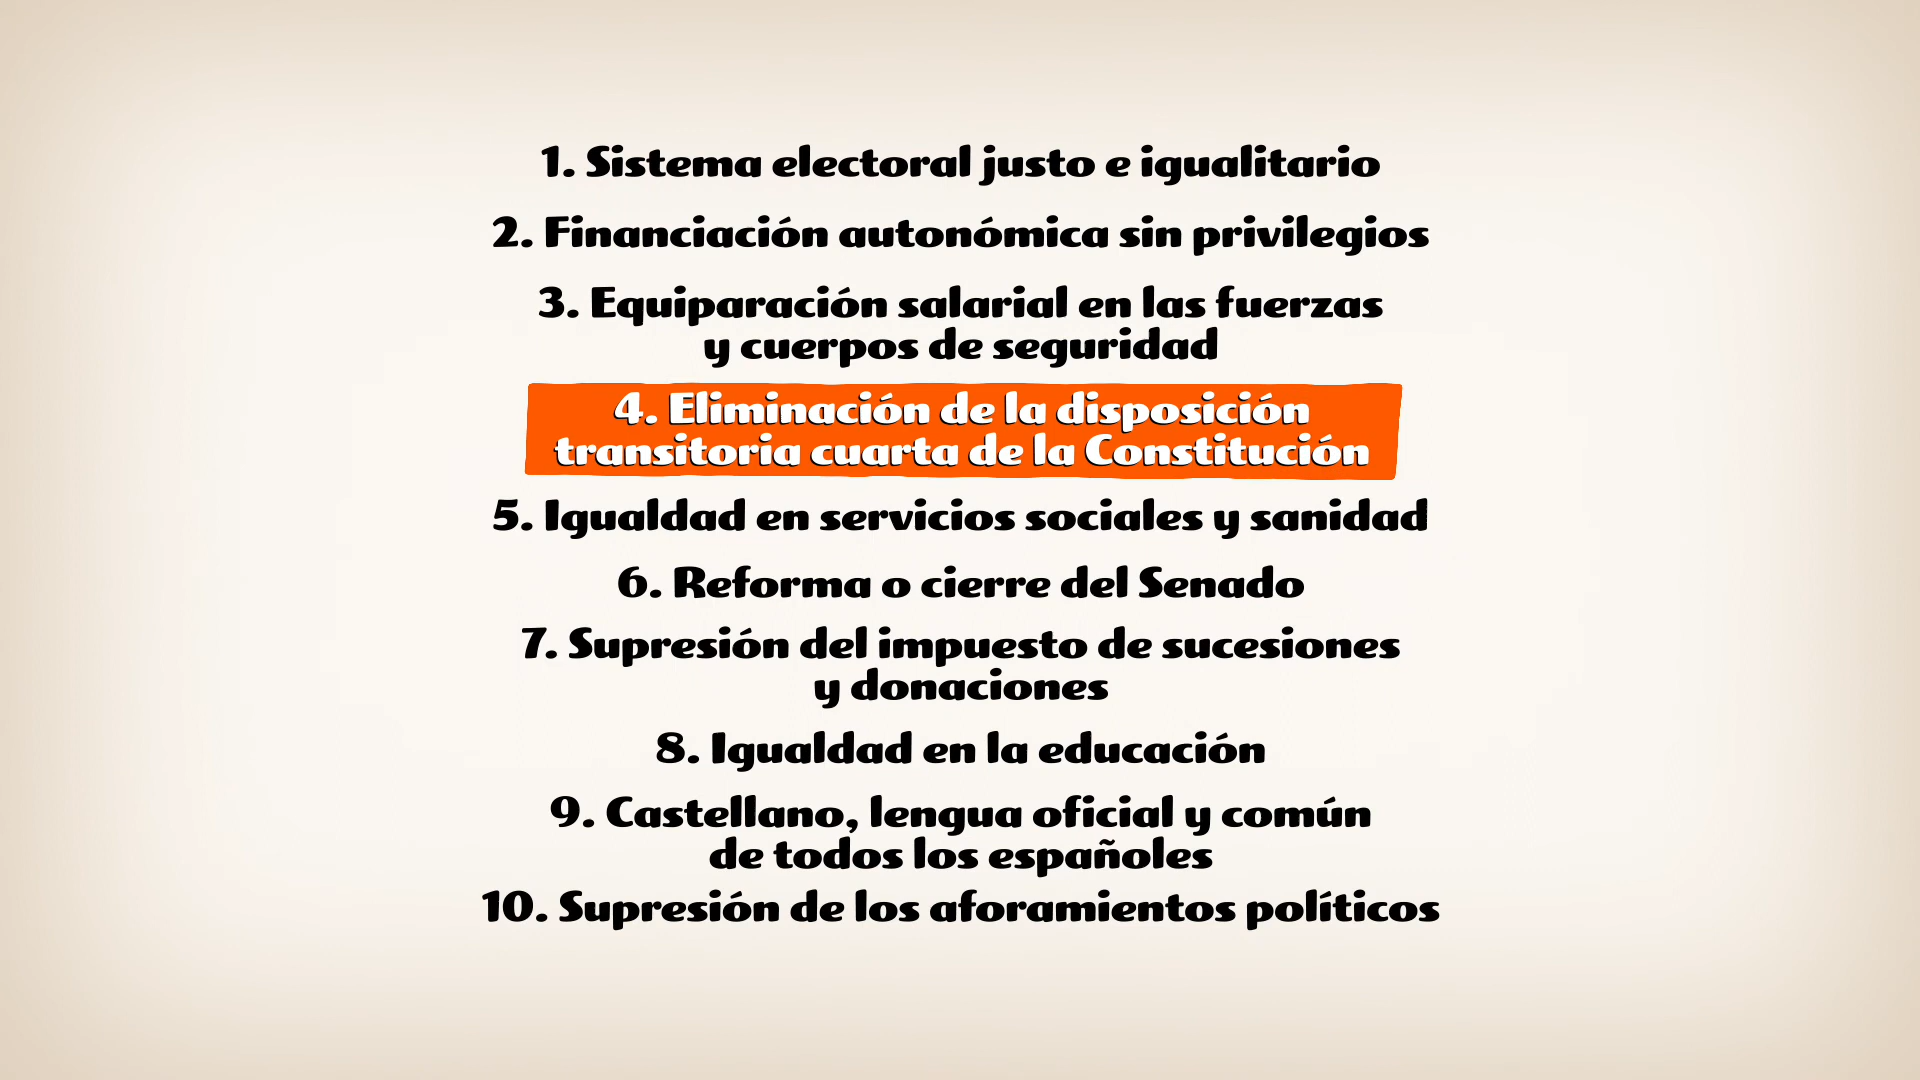 1. Sistema electoral justo e igualitario
2. Financiación autonómica sin privilegios
3. Equiparación salarial en las fuerzas
y cuerpos de seguridad
4. Eliminación de la disposición
transitoria cuarta de la Constitución
5. Igualdad en servicios sociales y sanidad
6. Reforma o cierre del Senado
7. Supresión del impuesto de sucesiones
y donaciones
8. Igualdad en la educación
9. Castellano, lengua oficial y común
de todos los españoles
10. Supresión de los aforamientos políticos